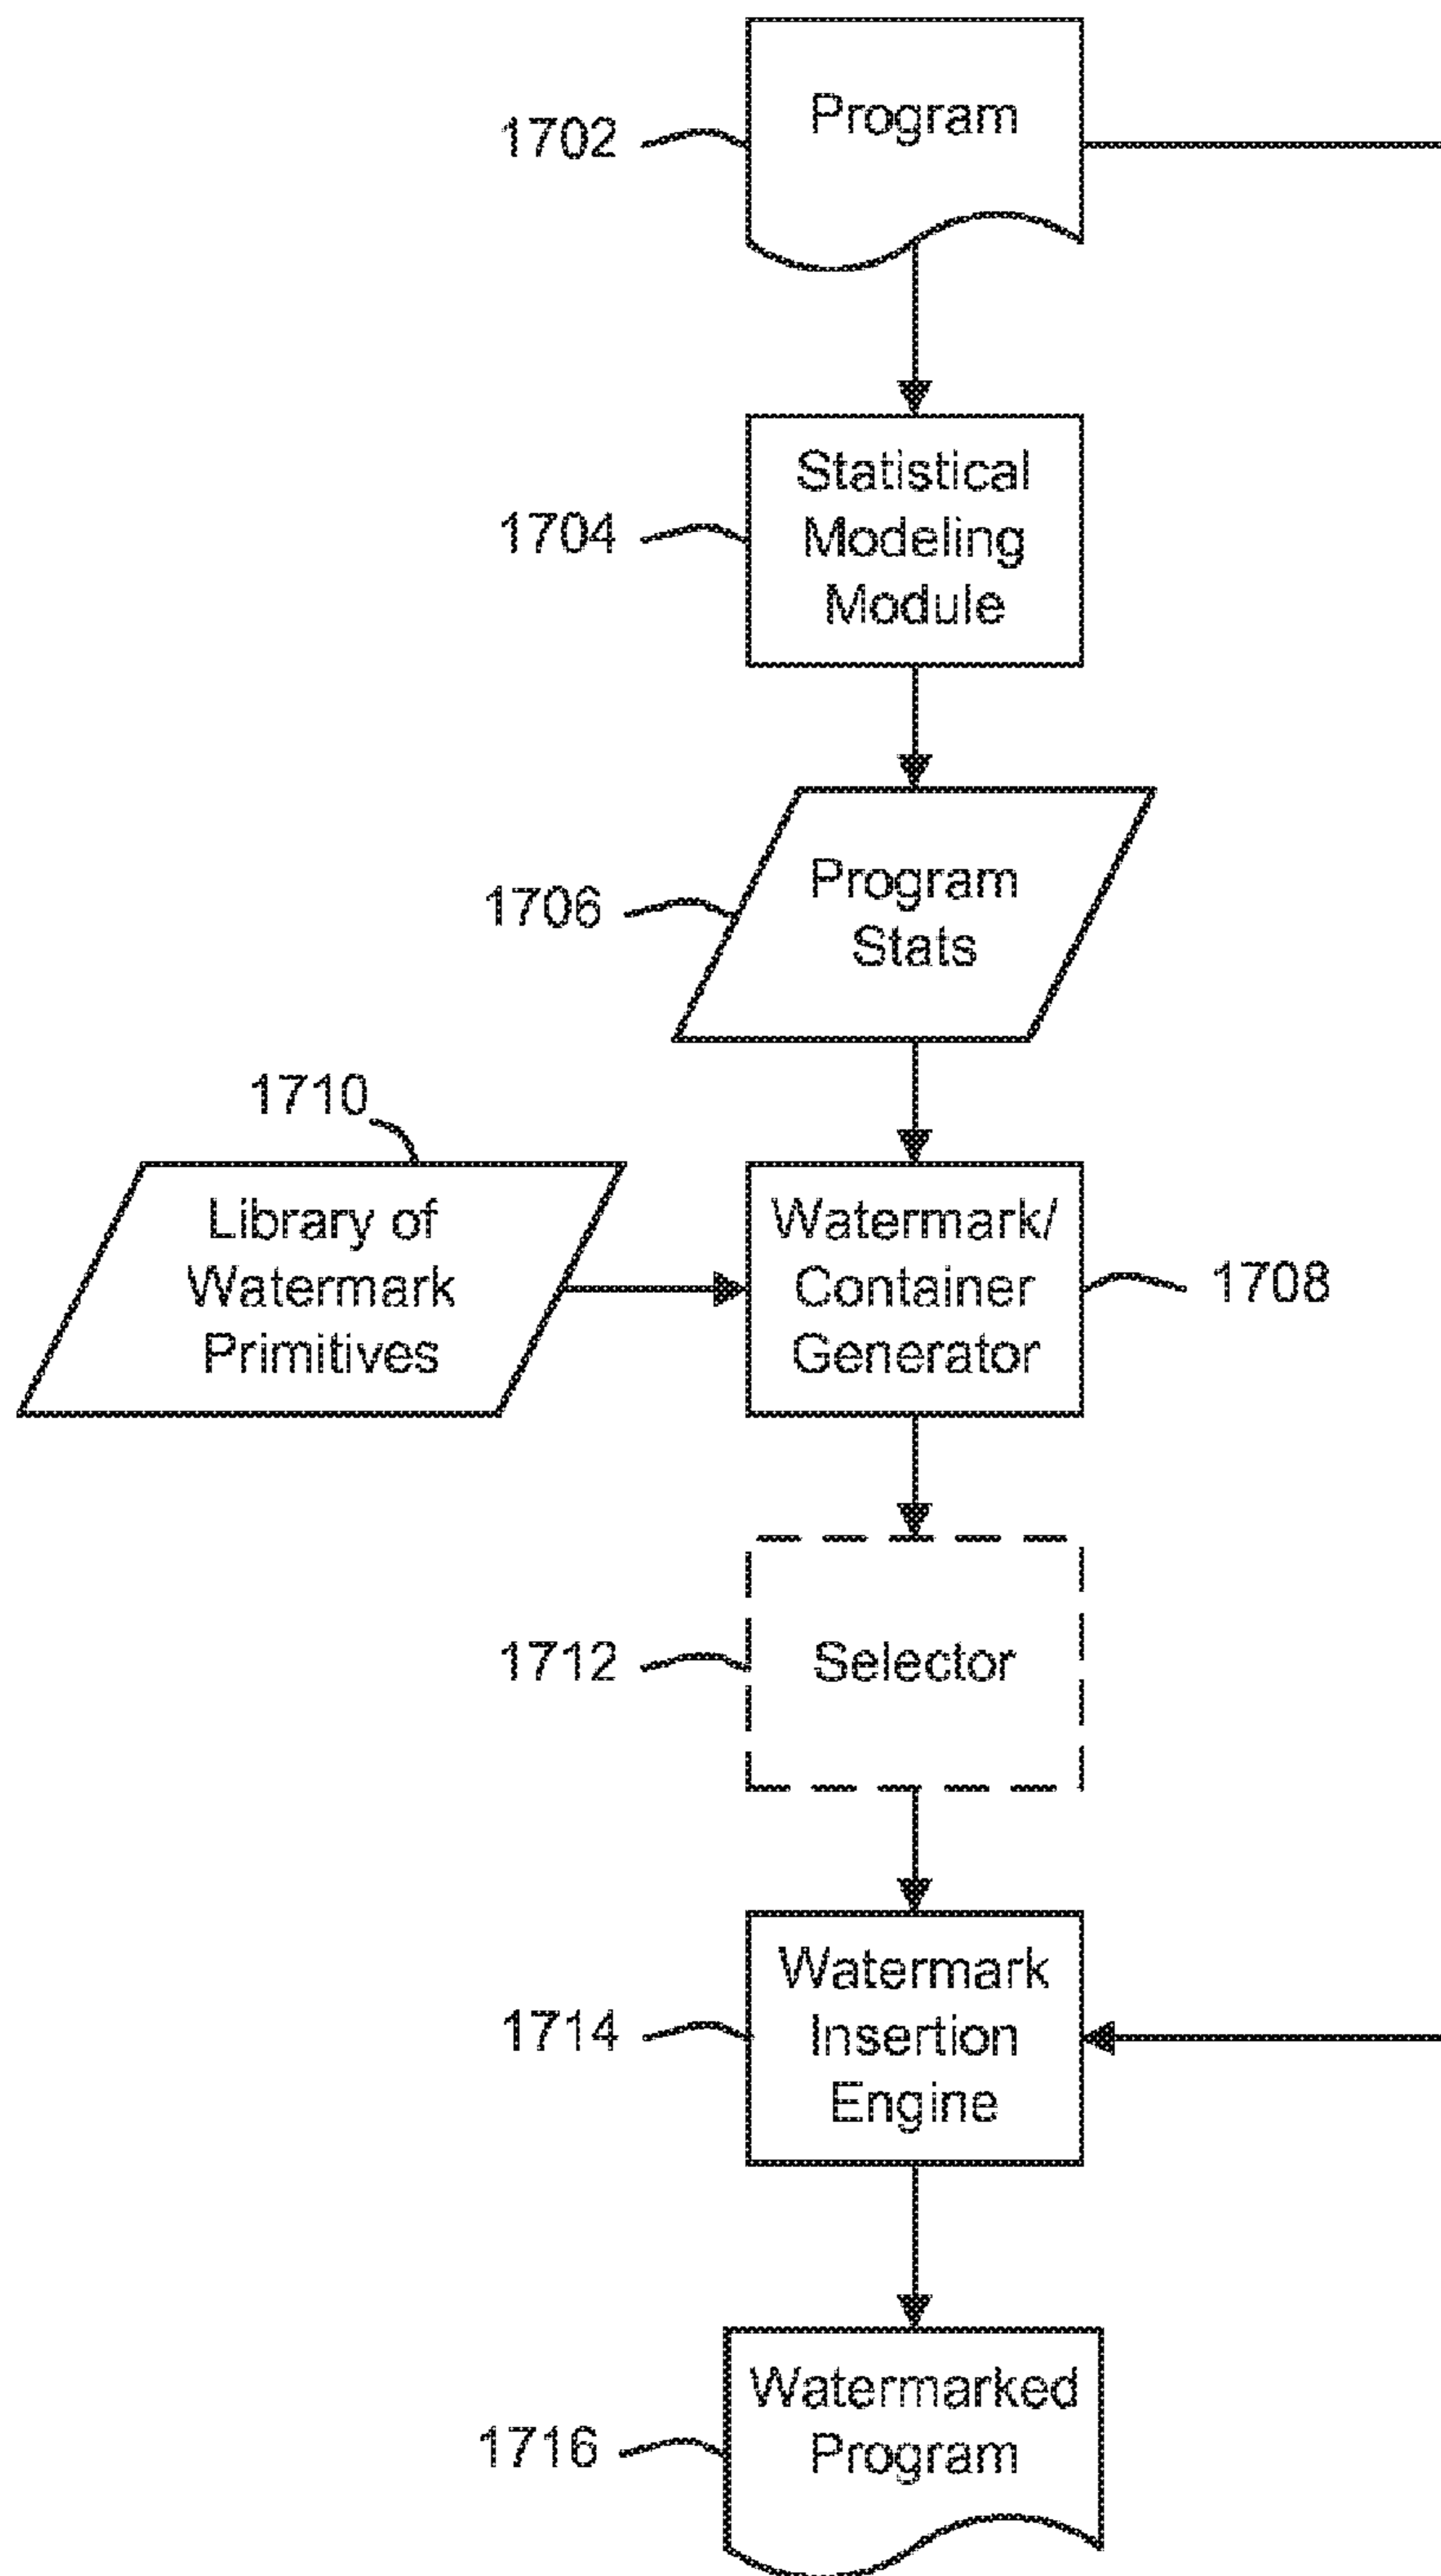 Program
1702
Statistical
Modeling
Module
1704
Program
Stats
1706
1710
Library of
Watermark
Primitives
Watermark/
Container
Generator
1708
Selector
1712
Watermark
Insertion
Engine
1714
Watermarked
Program
1716